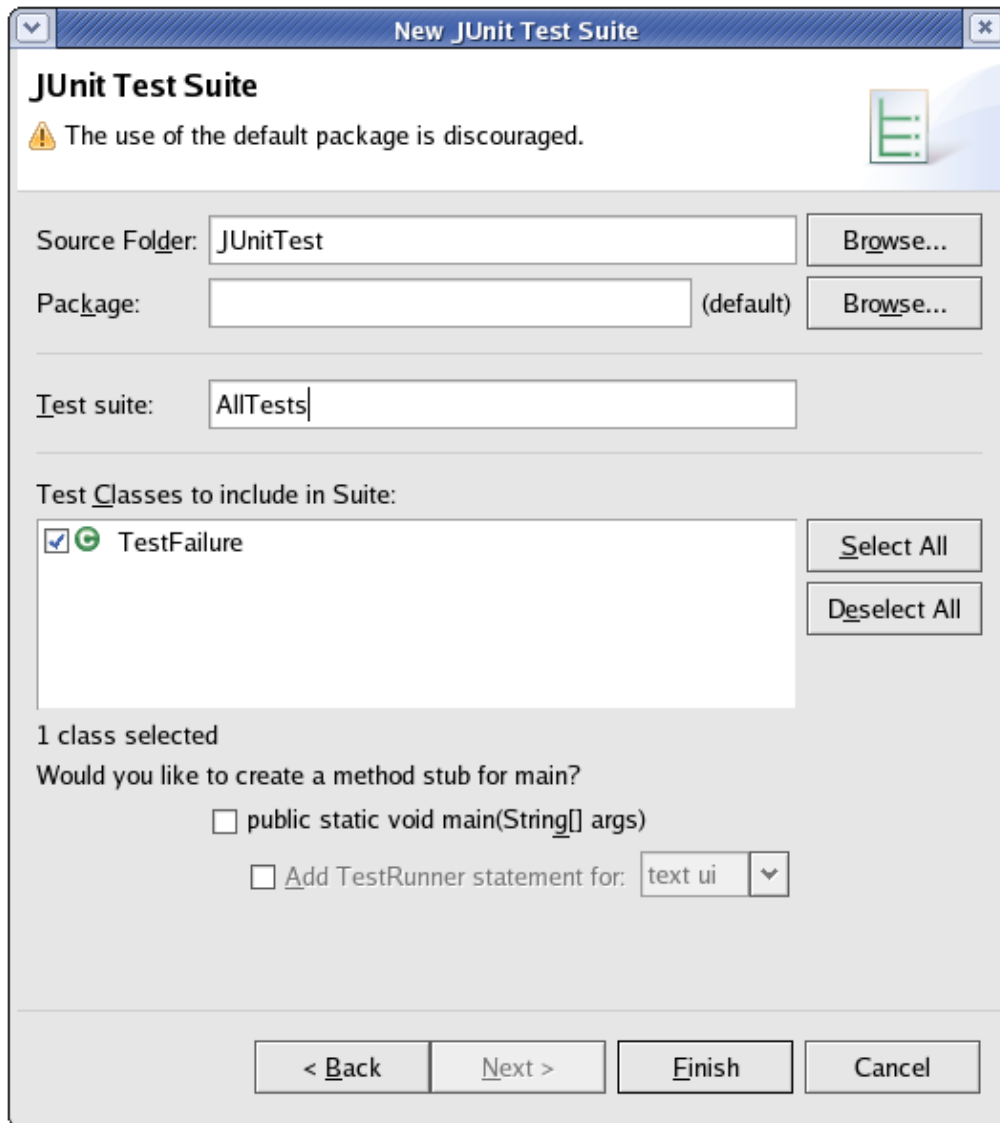 New JUnit Test Suite
JUnit Test Suite
The use of the default package is discouraged.
Source Folder: JUnitTest Browse...
Package: (default) Browse...
Test suite: AllTests
Test Classes to include in Suite:
TestFailure Select All
Deselect All
1 class selected
Would you like to create a method stub for main?
public static void main(String[] args)
Add TestRunner statement for: text ui
< Back Next > Finish Cancel